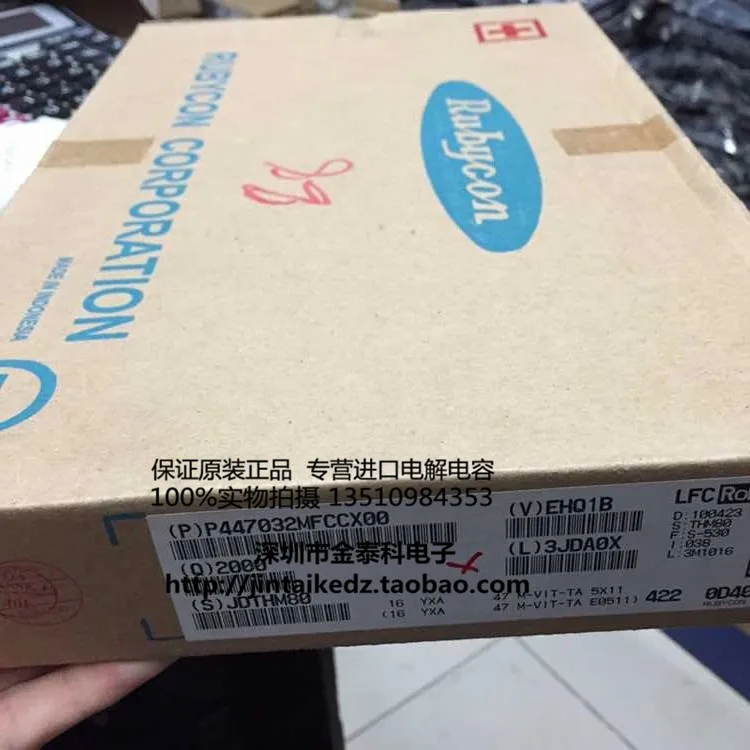 RUBYCON CORPORATION
MADE IN INDONESIA
Rubycon
保证原装正品 专营进口电解电容
100%实物拍摄 13510984353
(P)P447032MFCCX00
(V)EHQ1B
LFC
D: 100423
S: THM80
F: S-530
I: 038
L: 3M1016
深圳市金泰科电子
(Q)2000
(L)3JDA0X
http://jintaikedz.taobao.com
(S)JDTHM80
16 YXA 47 M-VIT-TA 5X11
(16 YXA 47 M-VIT-TA E0511)
422